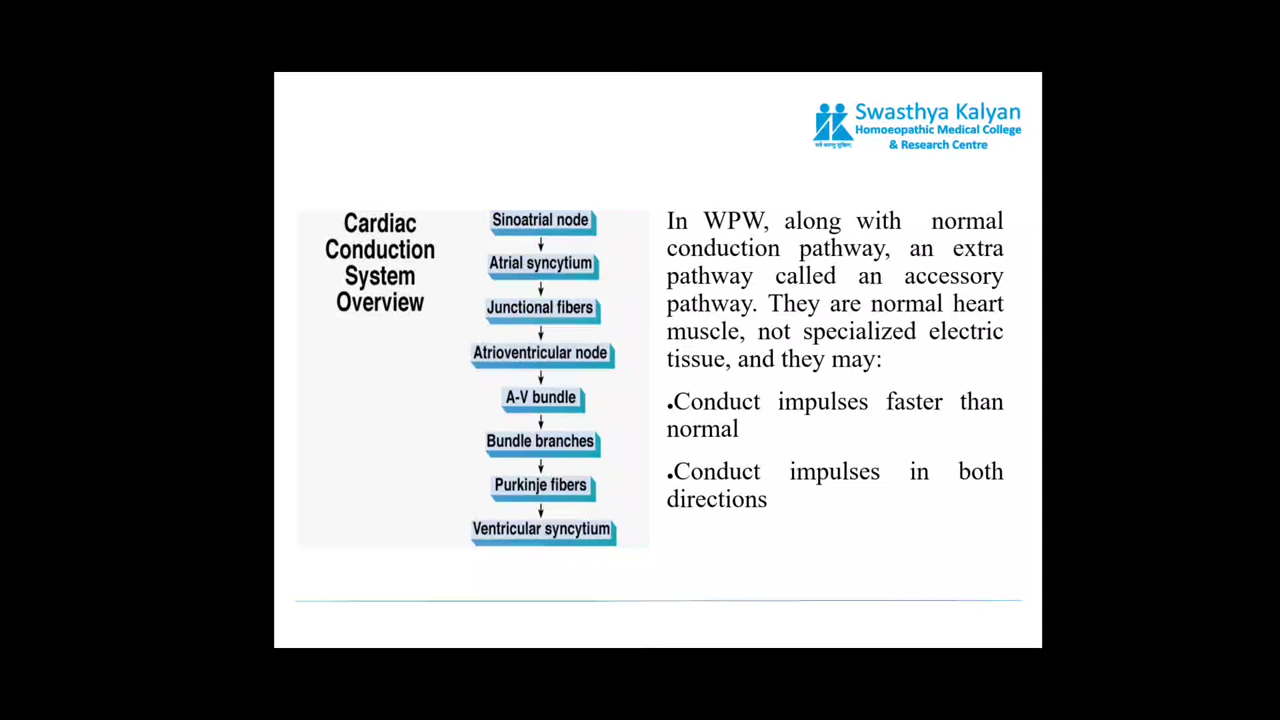 Swasthya Kalyan
Homoeopathic Medical College
& Research Centre
Cardiac
Conduction
System
Overview
Sinoatrial node
Atrial syncytium
Junctional fibers
Atrioventricular node
A-V bundle
Bundle branches
Purkinje fibers
Ventricular syncytium
In WPW, along with normal
conduction pathway, an extra
pathway called an accessory
pathway. They are normal heart
muscle, not specialized electric
tissue, and they may:
•Conduct impulses faster than
normal
•Conduct impulses in both
directions